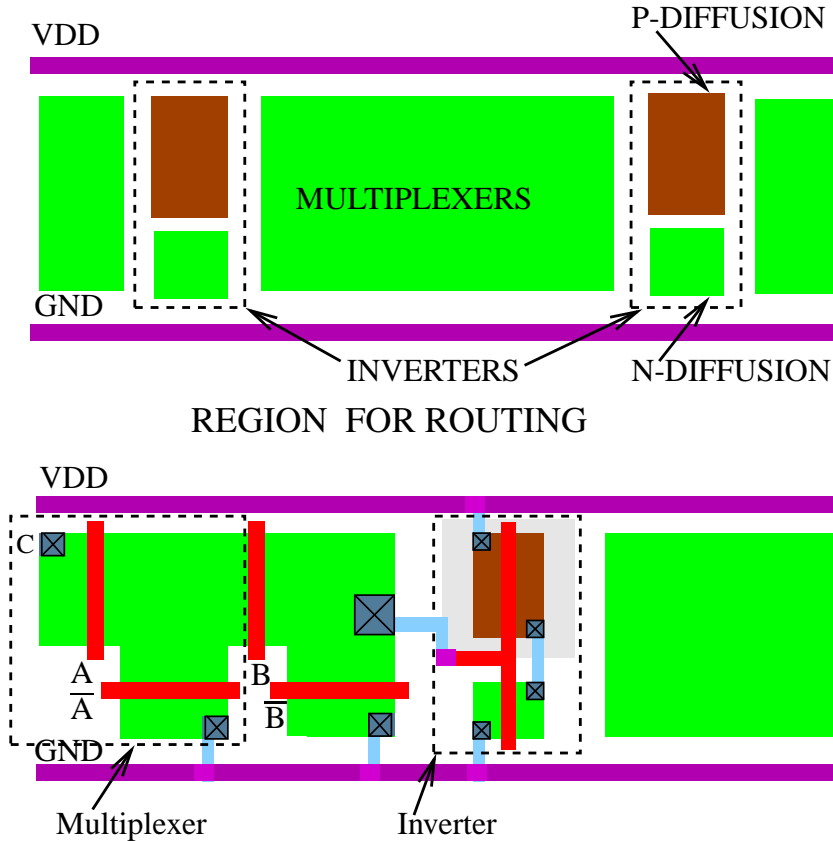 P-DIFFUSION
VDD
MULTIPLEXERS
GND
INVERTERS
N-DIFFUSION
REGION FOR ROUTING
VDD
C
A
B
A̅
B̅
GND
Multiplexer
Inverter